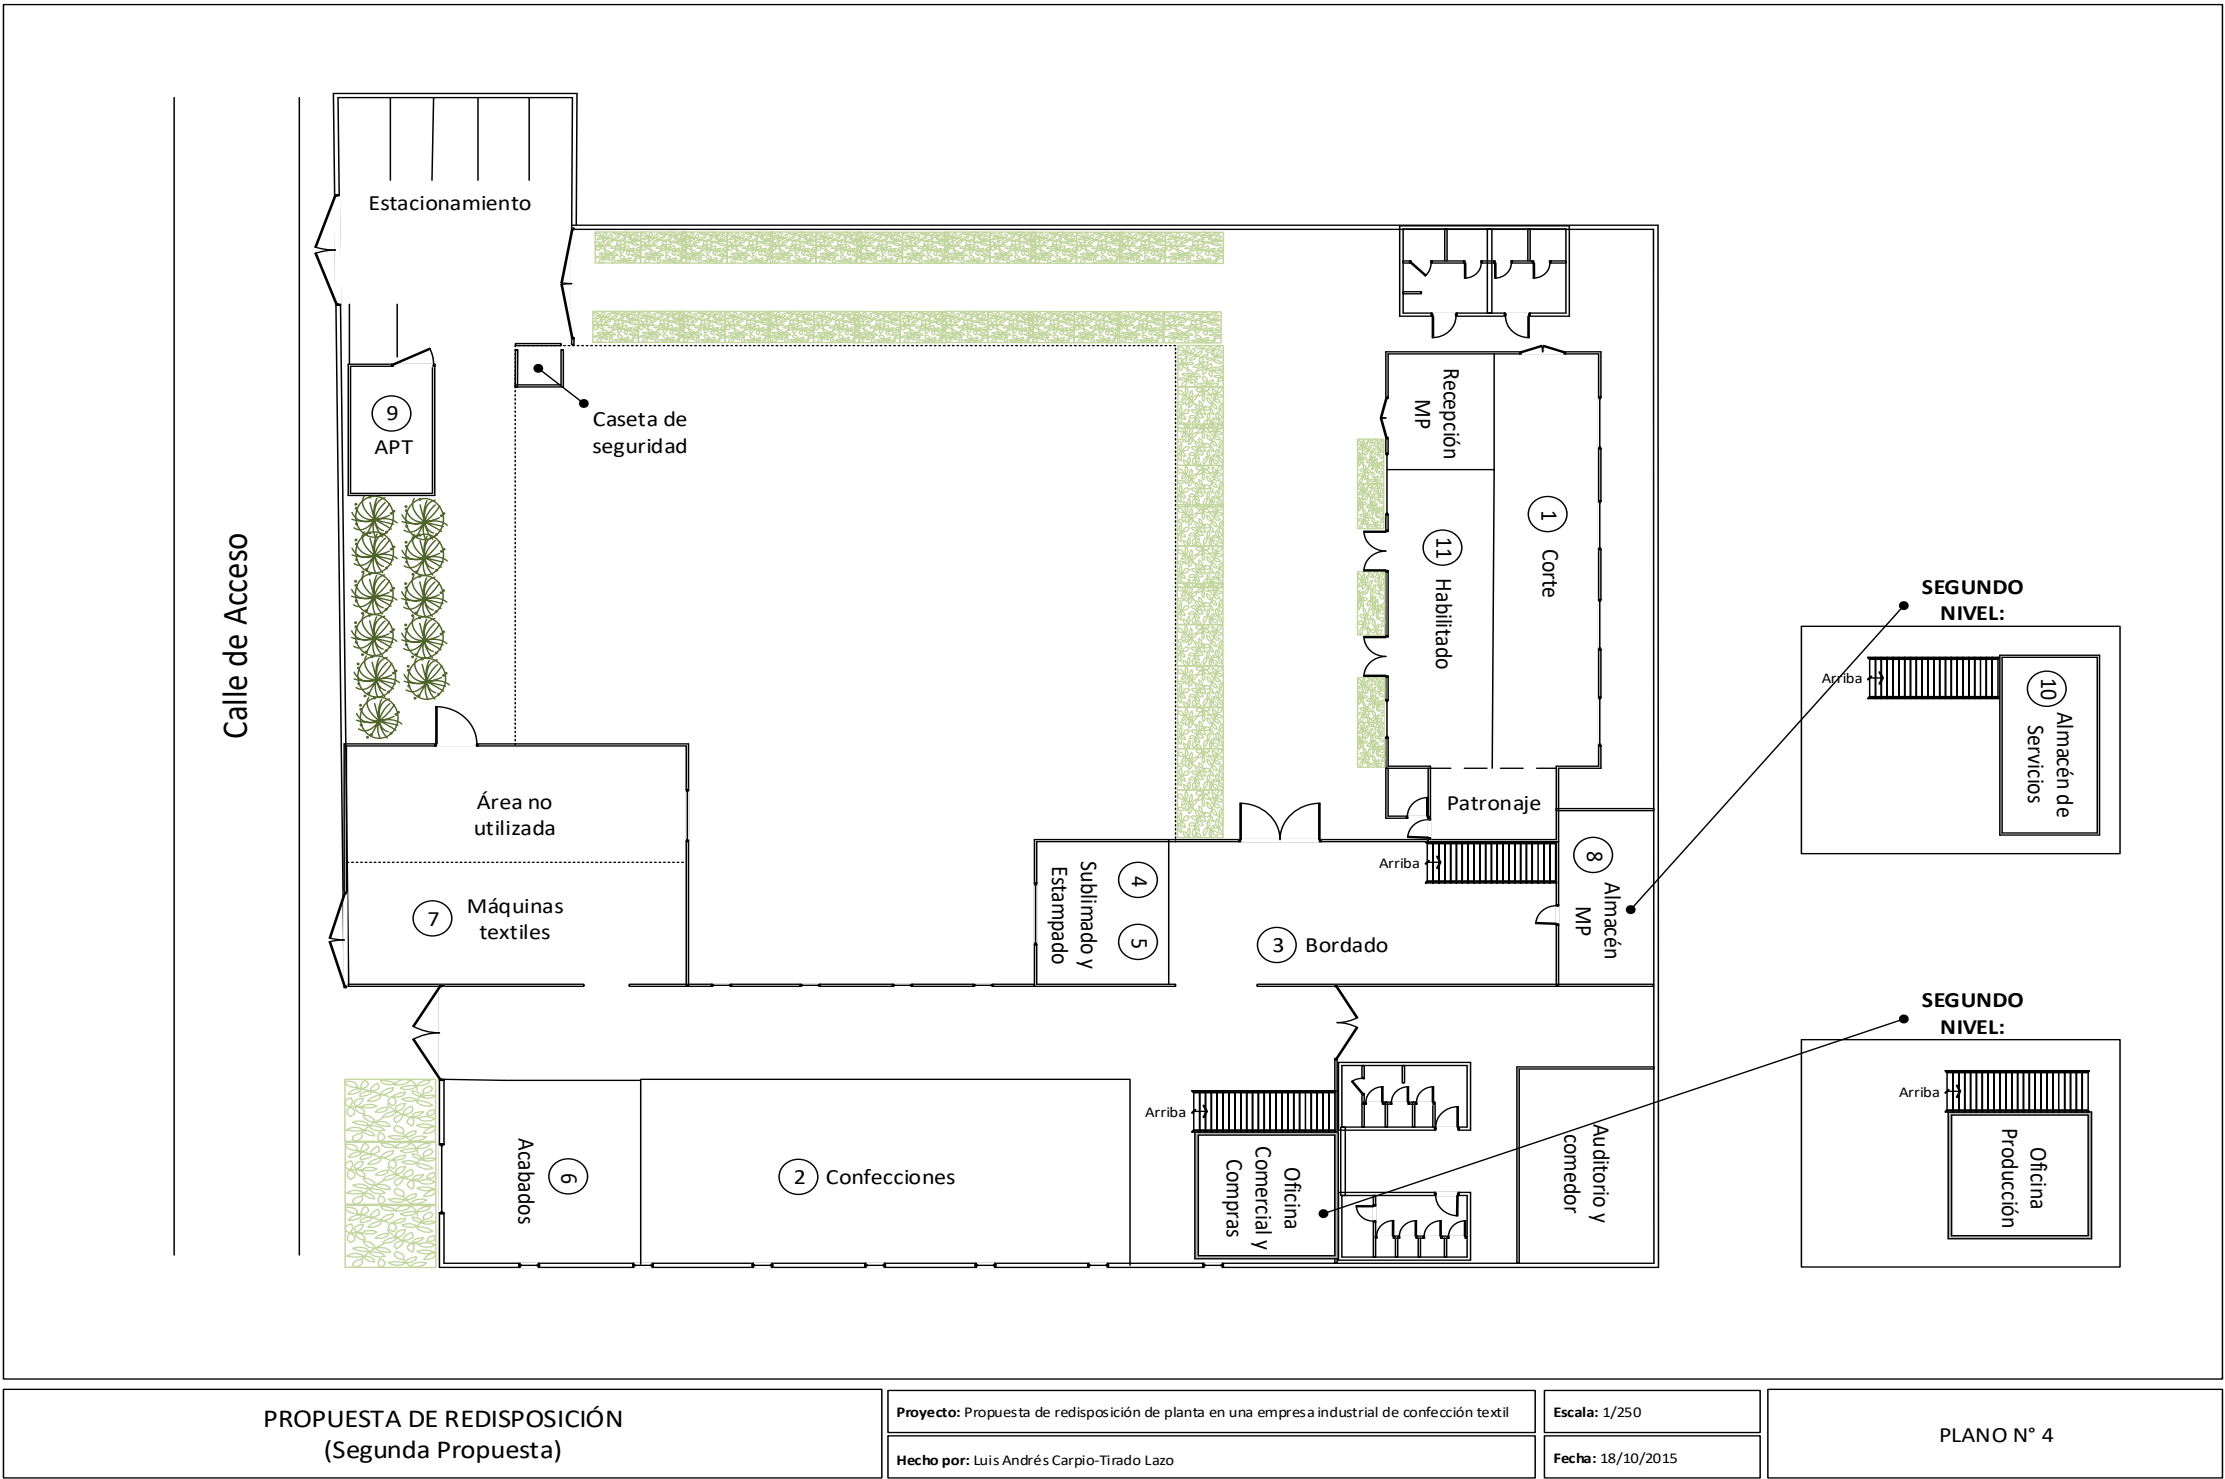 Estacionamiento
9
APT
Caseta de
seguridad
Recepción
MP
1
Corte
11
Habilitado
Calle de Acceso
SEGUNDO
NIVEL:
Arriba
10
Almacén de
Servicios
Área no
utilizada
Patronaje
7
Máquinas
textiles
4
5
Sublimado y
Estampado
Arriba
3 Bordado
8
Almacén
MP
SEGUNDO
NIVEL:
Arriba
Oficina
Producción
6
Acabados
2 Confecciones
Arriba
Oficina
Comercial y
Compras
Auditorio y
comedor
PROPUESTA DE REDISPOSICIÓN
(Segunda Propuesta)
Proyecto: Propuesta de redisposición de planta en una empresa industrial de confección textil
Hecho por: Luis Andrés Carpio-Tirado Lazo
Escala: 1/250
Fecha: 18/10/2015
PLANO N° 4